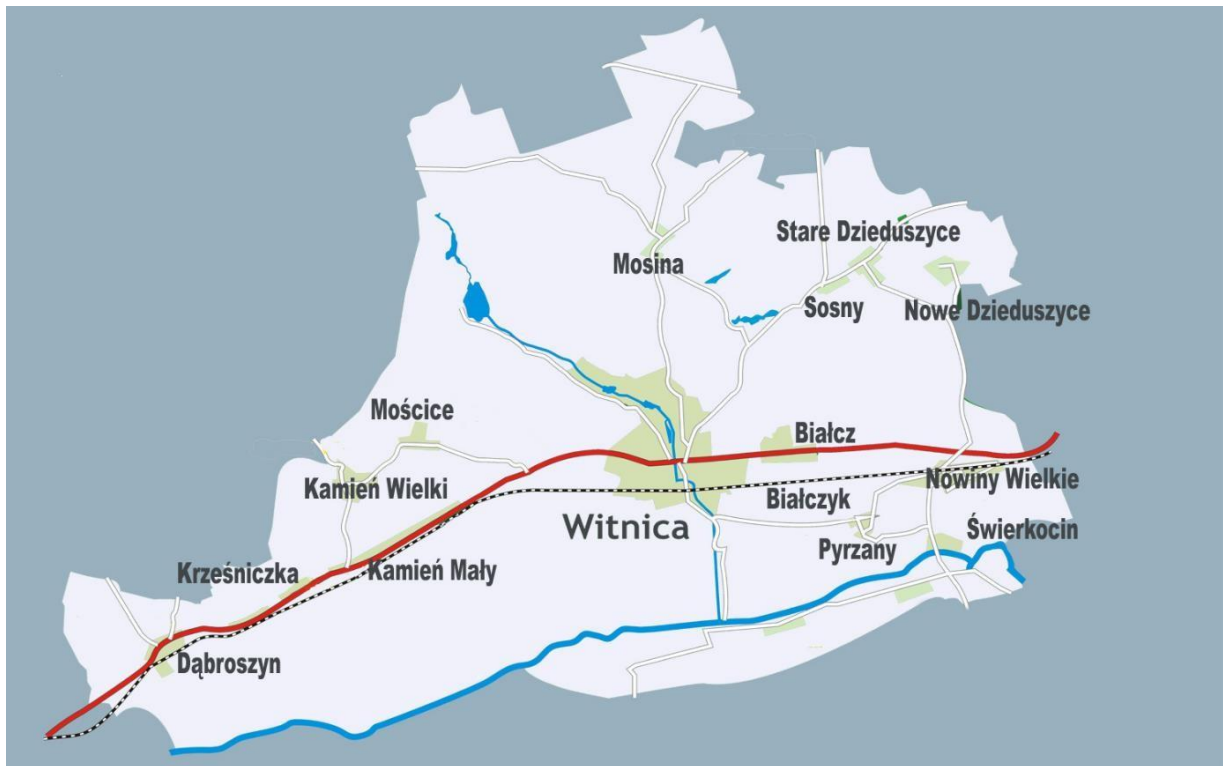 Stare Dzieduszyce
Mosina
Sosny
Nowe Dzieduszyce
Mościce
Białcz
Kamień Wielki
Nowiny Wielkie
Białczyk
Witnica
Pyrzany
Świerkocin
Krześniczka
Kamień Mały
Dąbroszyn